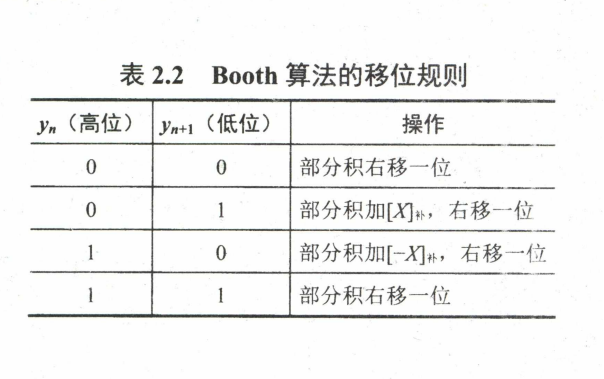 表 2.2 Booth 算法的移位规则
yn（高位） yn+1（低位） 操作
0 0 部分积右移一位
0 1 部分积加[X]补，右移一位
1 0 部分积加[-X]补，右移一位
1 1 部分积右移一位